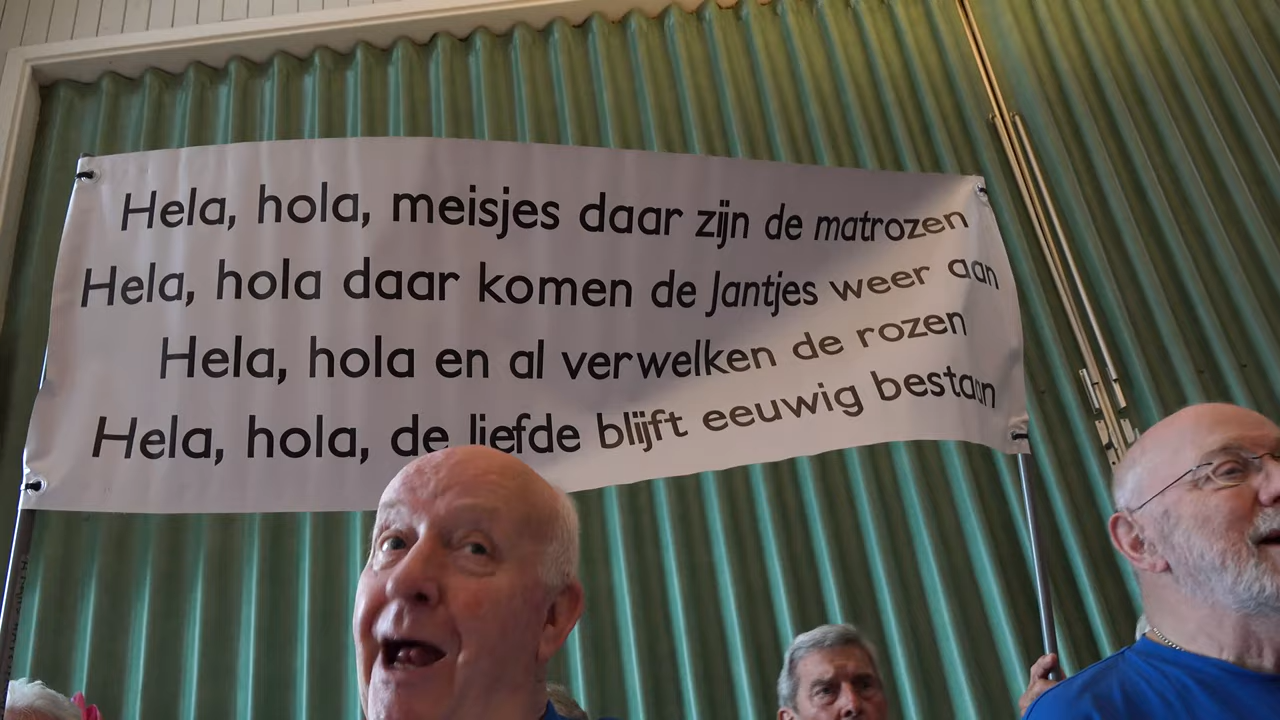 Hela, hola, meisjes daar zijn de matrozen
Hela, hola daar komen de Jantjes weer aan
Hela, hola en al verwelken de rozen
Hela, hola, de liefde blijft eeuwig bestaan